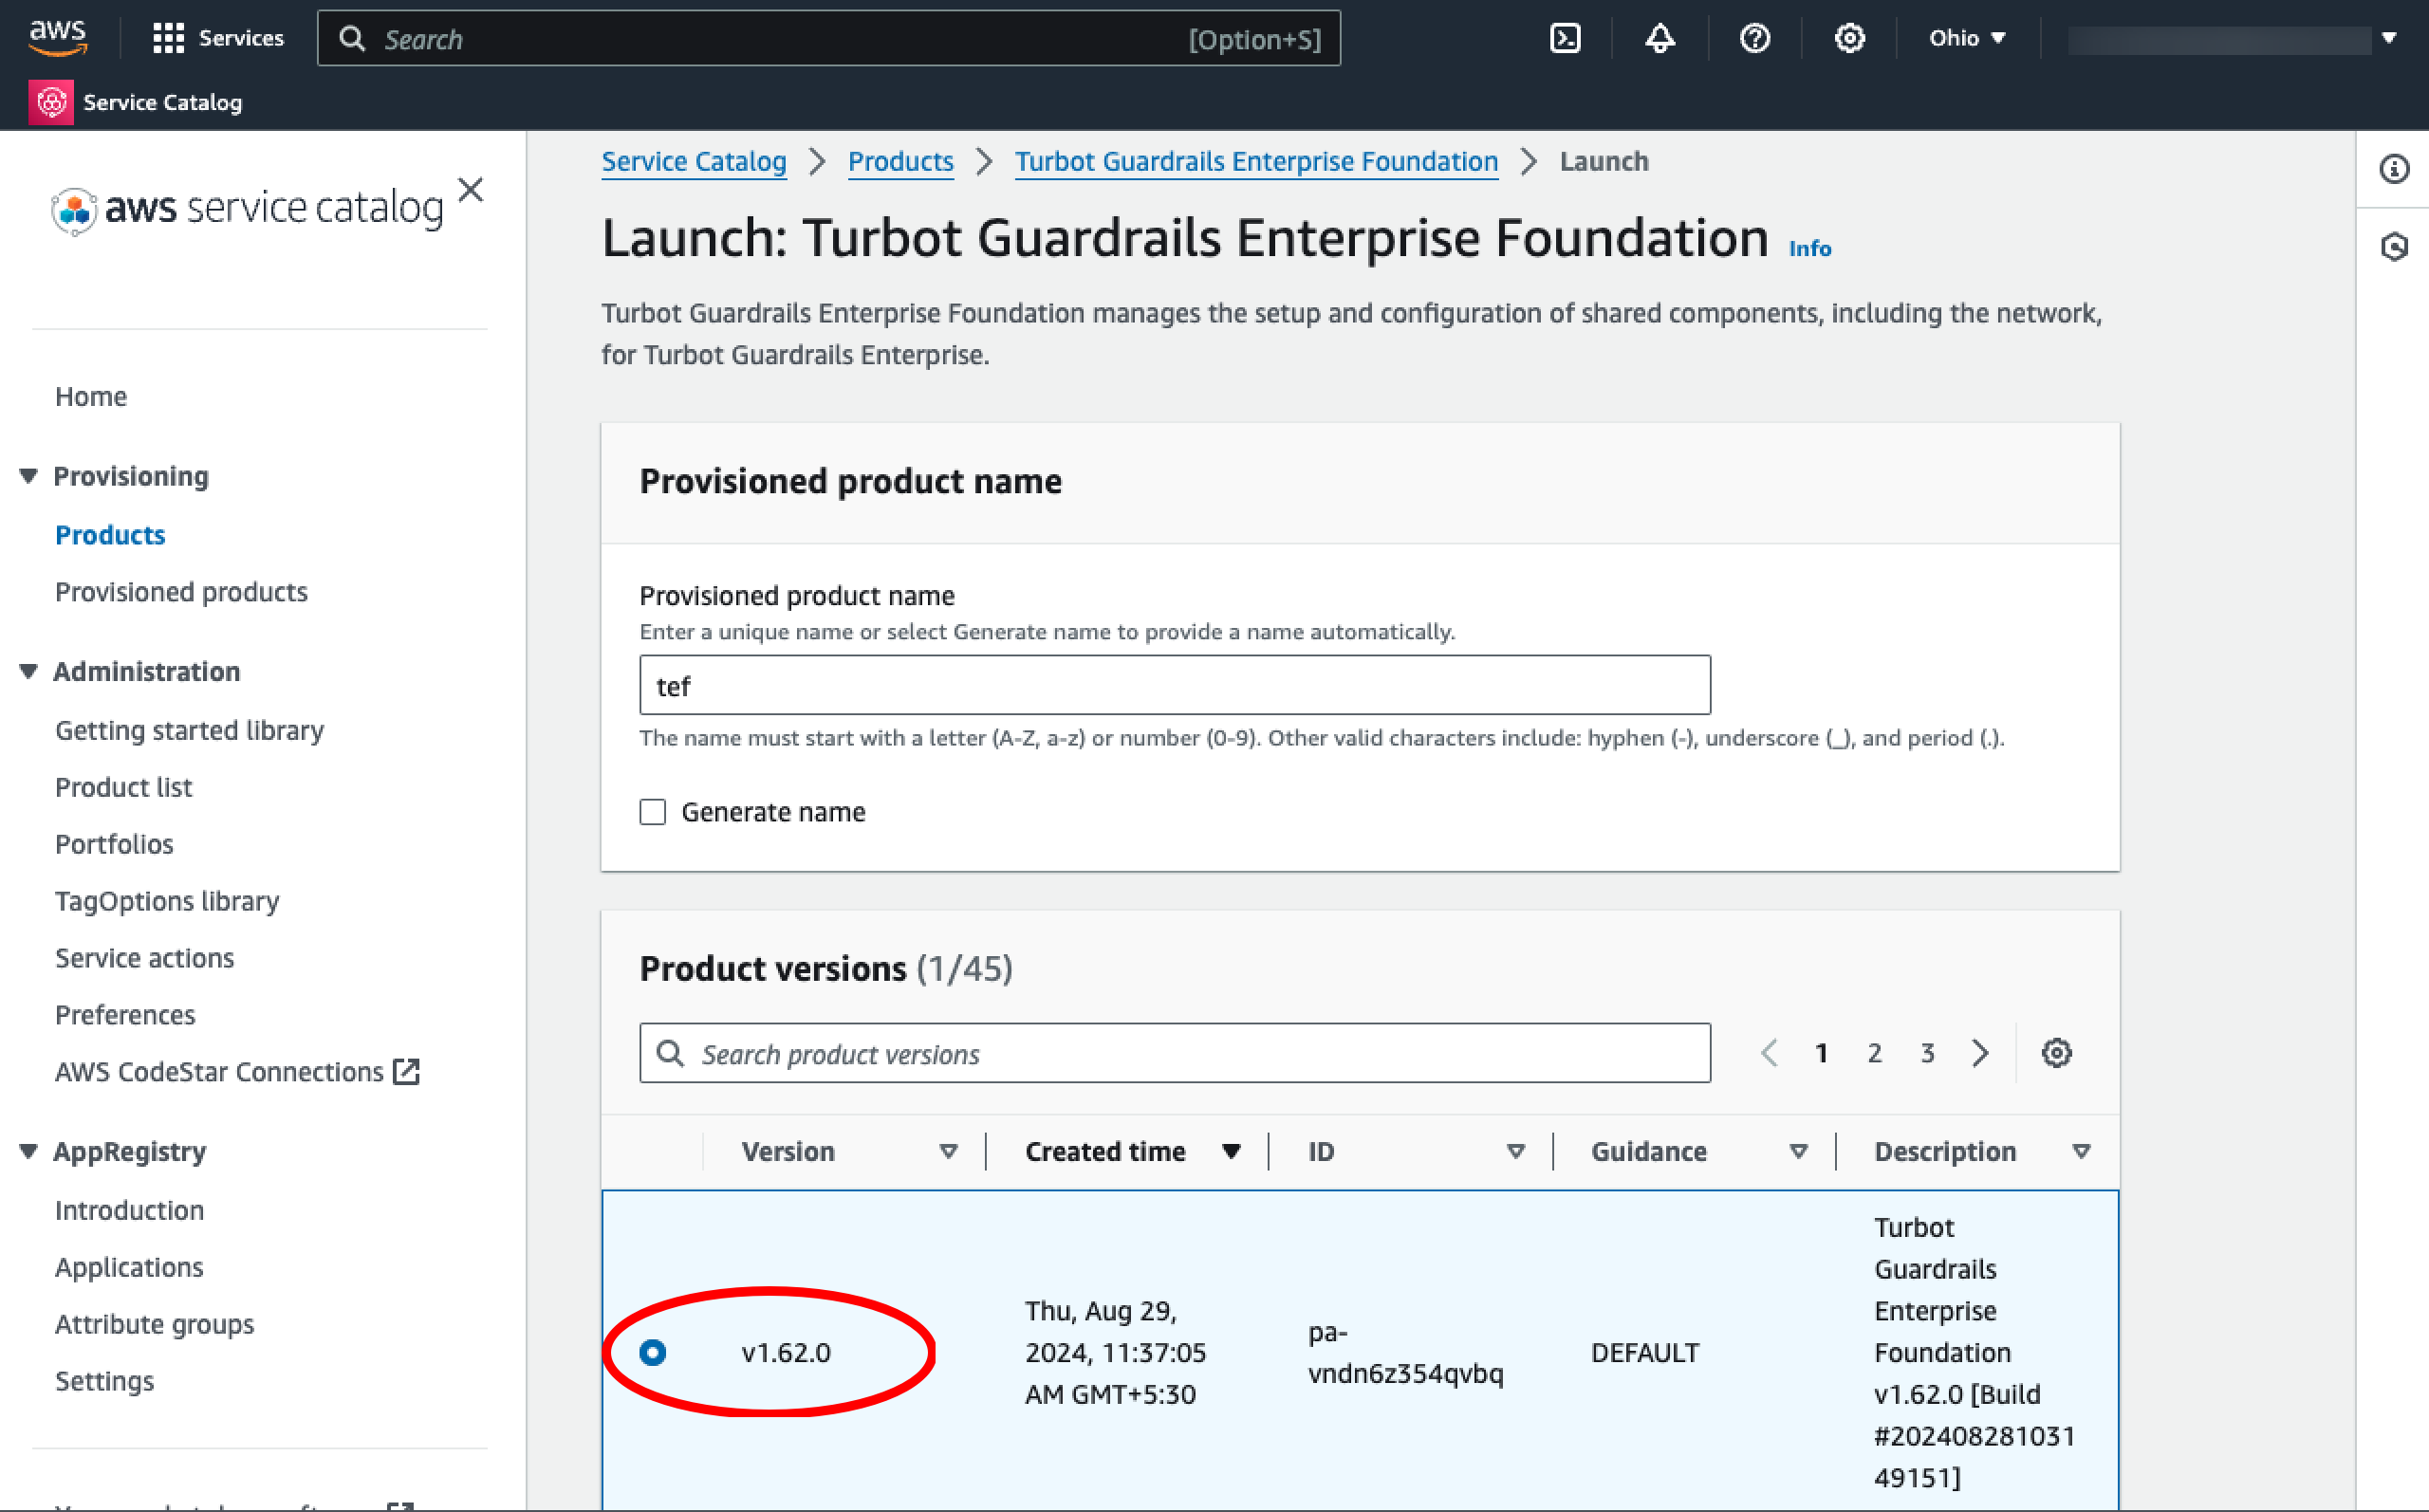 aws
Services
Search
[Option+S]
Ohio
Service Catalog
aws service catalog
Home
Provisioning
Products
Provisioned products
Administration
Getting started library
Product list
Portfolios
TagOptions library
Service actions
Preferences
AWS CodeStar Connections
AppRegistry
Introduction
Applications
Attribute groups
Settings
Service Catalog > Products > Turbot Guardrails Enterprise Foundation > Launch
Launch: Turbot Guardrails Enterprise Foundation Info
Turbot Guardrails Enterprise Foundation manages the setup and configuration of shared components, including the network,
for Turbot Guardrails Enterprise.
Provisioned product name
Provisioned product name
Enter a unique name or select Generate name to provide a name automatically.
tef
The name must start with a letter (A-Z, a-z) or number (0-9). Other valid characters include: hyphen (-), underscore (_), and period (.).
Generate name
Product versions (1/45)
Search product versions
1 2 3
Version
Created time
ID
Guidance
Description
v1.62.0
Thu, Aug 29,
2024, 11:37:05
AM GMT+5:30
pa-
vndn6z354qvbq
DEFAULT
Turbot
Guardrails
Enterprise
Foundation
v1.62.0 [Build
#202408281031
49151]